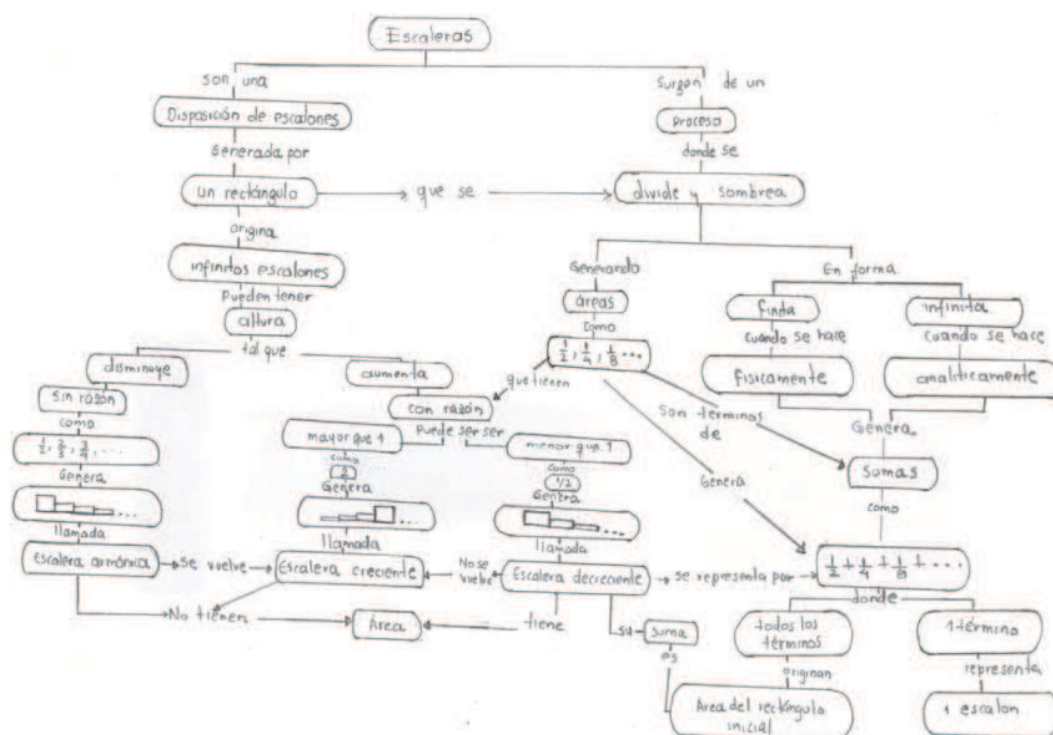 Escaleras
son una
Surgen de un
Disposición de escalones
proceso
Generada por
donde se
un rectángulo
que se
divide y sombrea
origina
infinitos escalones
Generando
En forma
pueden tener
áreas
finita
infinita
altura
como
cuando se hace
cuando se hace
tal que
1/2, 1/4, 1/8 ...
físicamente
analíticamente
disminuye
aumenta
que tienen
sin razón
con razón
Son términos
de
Genera
como
puede ser ser
mayor que 1
menor que 1
Sumas
1/2, 2/3, 3/4, ...
como
como
Genera
2
1/2
Genera
Genera
Genera
como
...
...
...
llamada
llamada
llamada
Escalera armónica
se vuelve
Escalera creciente
No se
vuelve
Escalera decreciente
se representa por
1/2 + 1/4 + 1/8 + ...
donde
No tienen
Área
tiene
su
suma
todos los
términos
1 término
es
originan
representa
Area del rectángulo
inicial
1 escalon